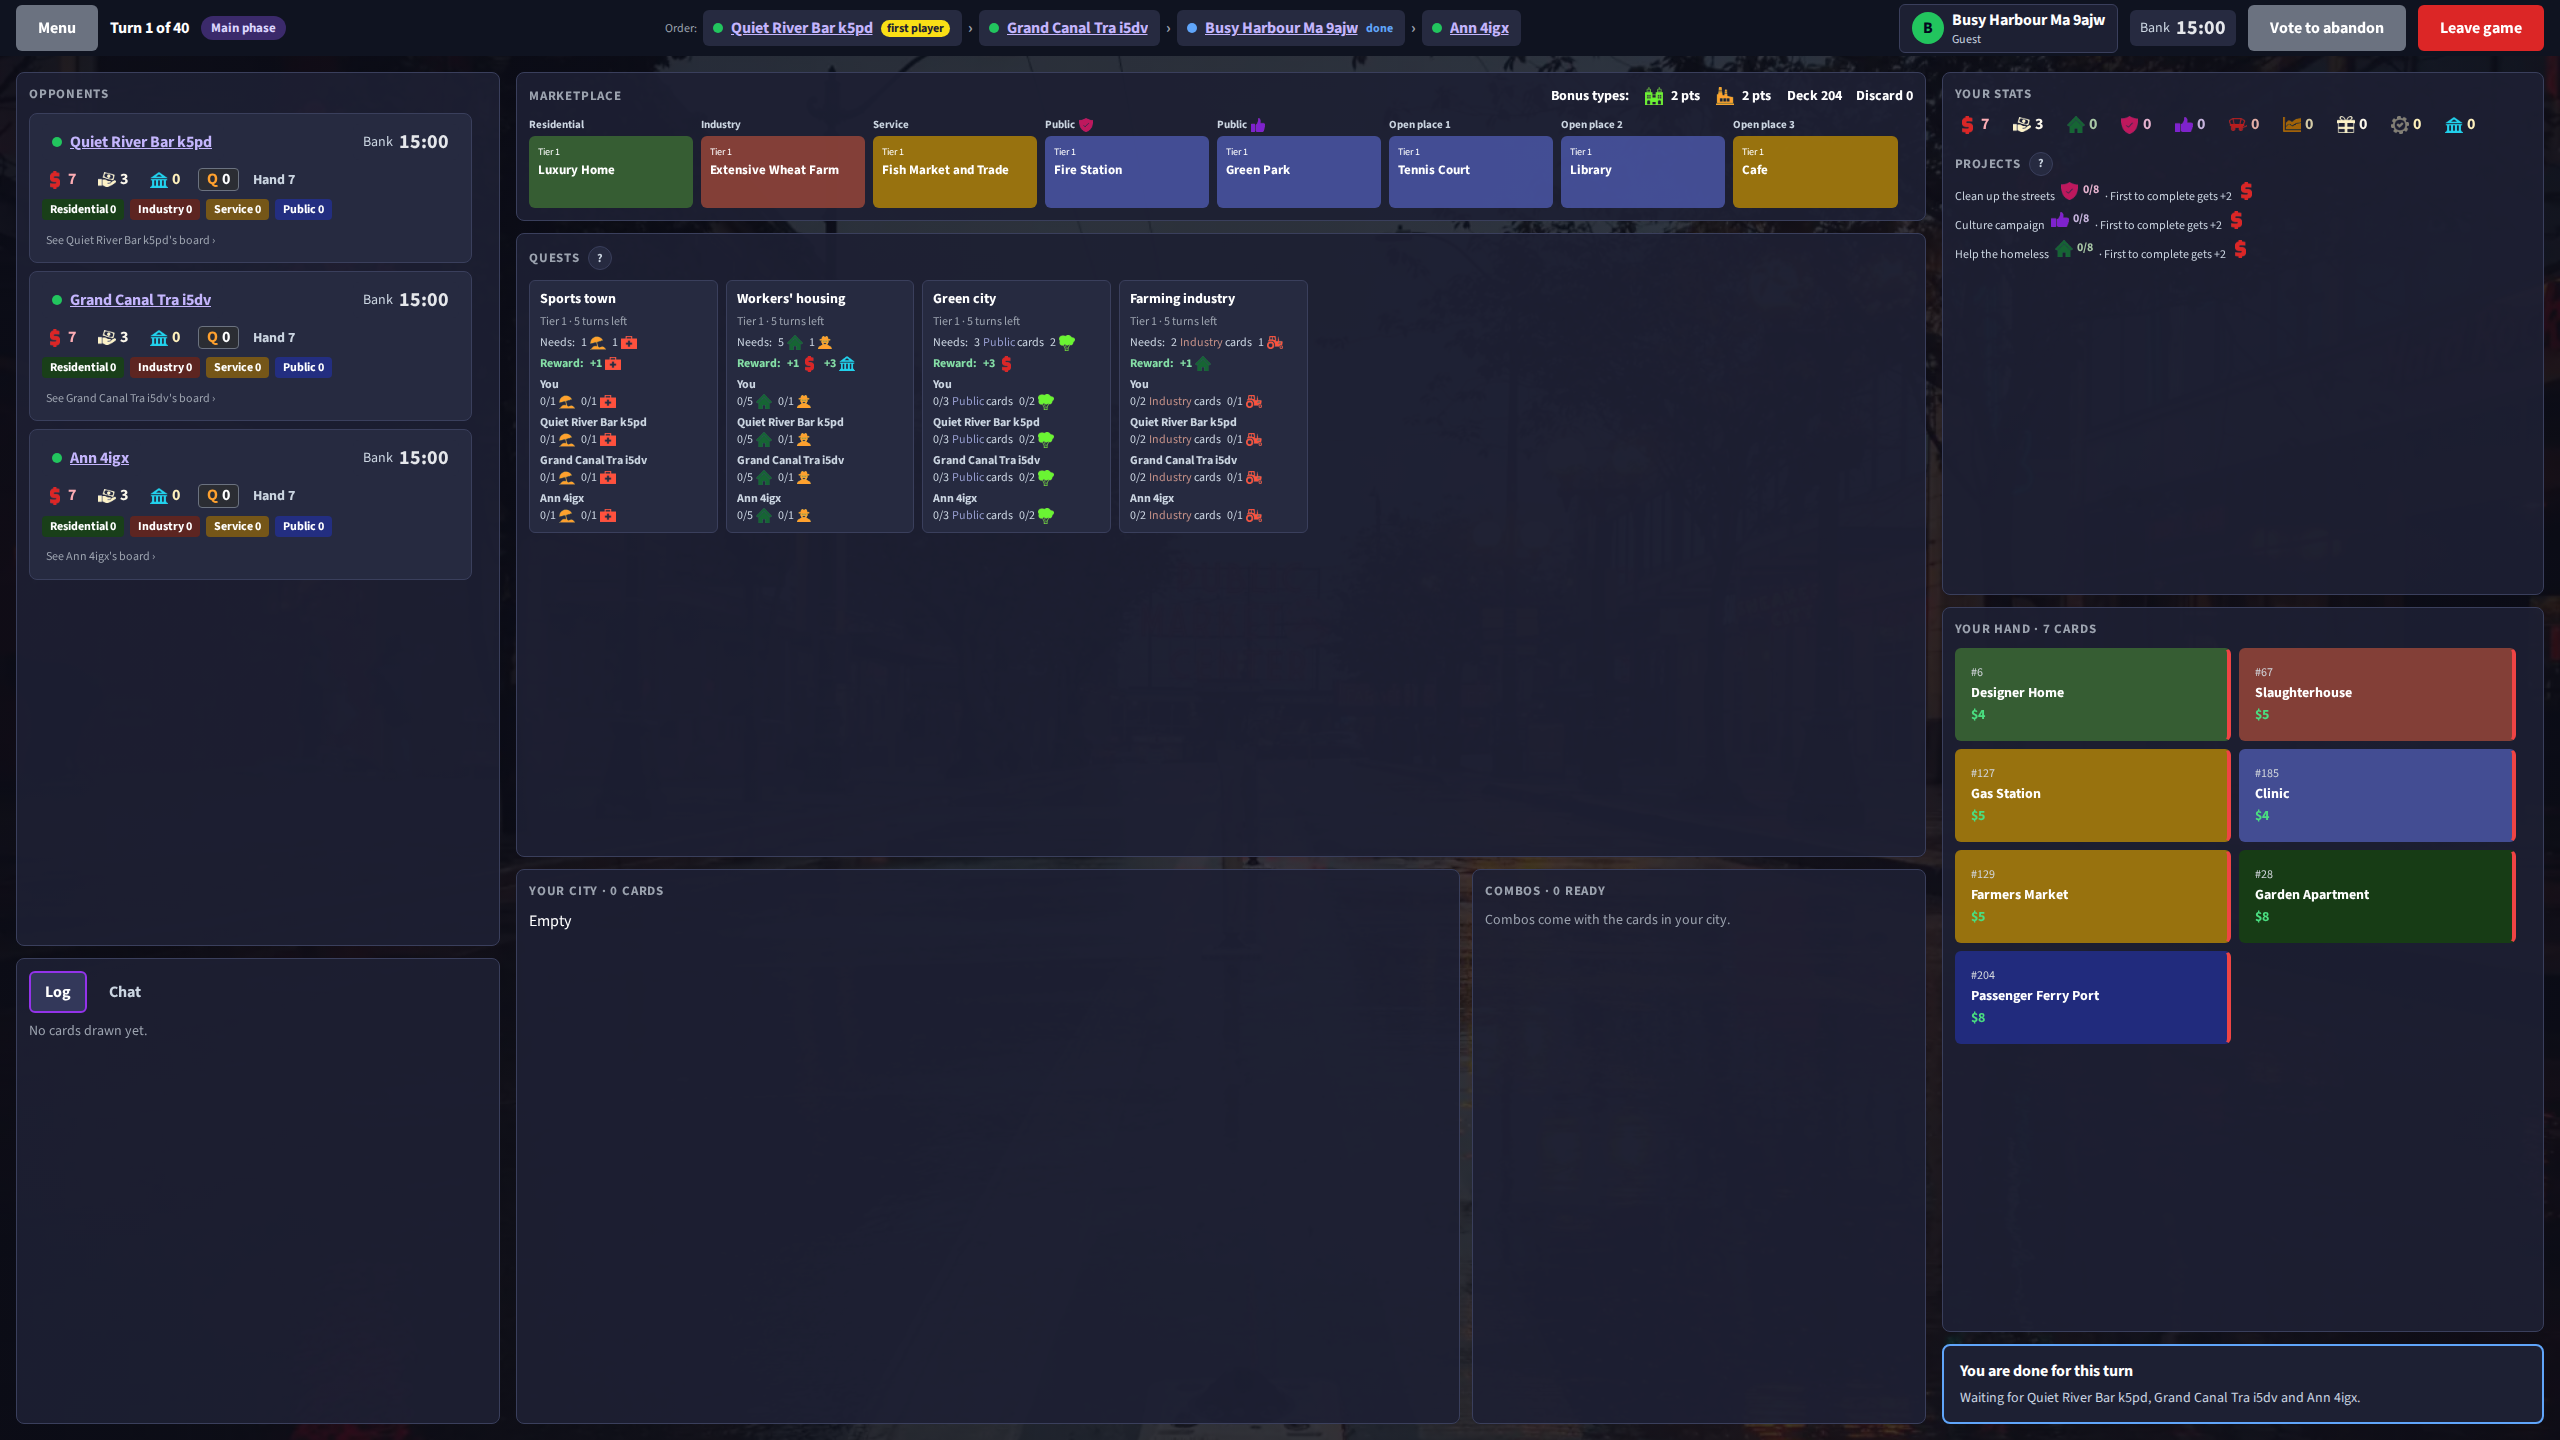 Menu
Turn 1 of 40
Main phase
Order:
Quiet River Bar k5pd first player › Grand Canal Tra i5dv › Busy Harbour Ma 9ajw done › Ann 4igx
B
Busy Harbour Ma 9ajw
Guest
Bank 15:00
Vote to abandon
Leave game
OPPONENTS
Quiet River Bar k5pd
Bank 15:00
7 3 0 Q 0 Hand 7
Residential 0 Industry 0 Service 0 Public 0
See Quiet River Bar k5pd's board ›
Grand Canal Tra i5dv
Bank 15:00
7 3 0 Q 0 Hand 7
Residential 0 Industry 0 Service 0 Public 0
See Grand Canal Tra i5dv's board ›
Ann 4igx
Bank 15:00
7 3 0 Q 0 Hand 7
Residential 0 Industry 0 Service 0 Public 0
See Ann 4igx's board ›
Log
Chat
No cards drawn yet.
MARKETPLACE
Bonus types: 2 pts 2 pts Deck 204 Discard 0
Residential
Tier 1
Luxury Home
Industry
Tier 1
Extensive Wheat Farm
Service
Tier 1
Fish Market and Trade
Public
Tier 1
Fire Station
Public
Tier 1
Green Park
Open place 1
Tier 1
Tennis Court
Open place 2
Tier 1
Library
Open place 3
Tier 1
Cafe
QUESTS ?
Sports town
Tier 1 · 5 turns left
Needs: 1 1
Reward: +1
You
0/1 0/1
Quiet River Bar k5pd
0/1 0/1
Grand Canal Tra i5dv
0/1 0/1
Ann 4igx
0/1 0/1
Workers' housing
Tier 1 · 5 turns left
Needs: 5 1
Reward: +1 +3
You
0/5 0/1
Quiet River Bar k5pd
0/5 0/1
Grand Canal Tra i5dv
0/5 0/1
Ann 4igx
0/5 0/1
Green city
Tier 1 · 5 turns left
Needs: 3 Public cards 2
Reward: +3
You
0/3 Public cards 0/2
Quiet River Bar k5pd
0/3 Public cards 0/2
Grand Canal Tra i5dv
0/3 Public cards 0/2
Ann 4igx
0/3 Public cards 0/2
Farming industry
Tier 1 · 5 turns left
Needs: 2 Industry cards 1
Reward: +1
You
0/2 Industry cards 0/1
Quiet River Bar k5pd
0/2 Industry cards 0/1
Grand Canal Tra i5dv
0/2 Industry cards 0/1
Ann 4igx
0/2 Industry cards 0/1
YOUR CITY · 0 CARDS
Empty
COMBOS · 0 READY
Combos come with the cards in your city.
YOUR STATS
7 3 0 0 0 0 0 0 0 0
PROJECTS ?
Clean up the streets 0/8 · First to complete gets +2
Culture campaign 0/8 · First to complete gets +2
Help the homeless 0/8 · First to complete gets +2
YOUR HAND · 7 CARDS
#6
Designer Home
$4
#67
Slaughterhouse
$5
#127
Gas Station
$5
#185
Clinic
$4
#129
Farmers Market
$5
#28
Garden Apartment
$8
#204
Passenger Ferry Port
$8
You are done for this turn
Waiting for Quiet River Bar k5pd, Grand Canal Tra i5dv and Ann 4igx.